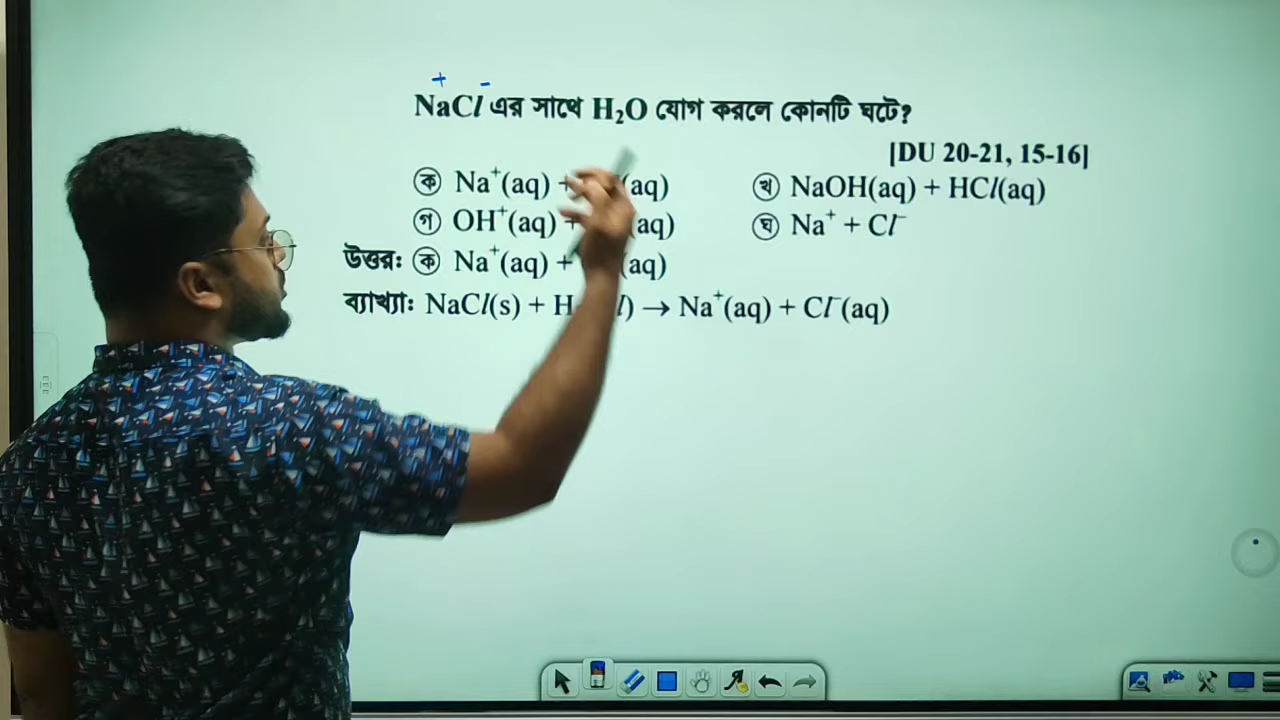 + -
NaCl এর সাথে H₂O যোগ করলে কোনটি ঘটে?
[DU 20-21, 15-16]
ক Na⁺(aq) + (aq) খ NaOH(aq) + HCl(aq)
গ OH⁺(aq) + (aq) ঘ Na⁺ + Cl⁻
উত্তর: ক Na⁺(aq) + (aq)
ব্যাখ্যা: NaCl(s) + H l) → Na⁺(aq) + Cl⁻(aq)